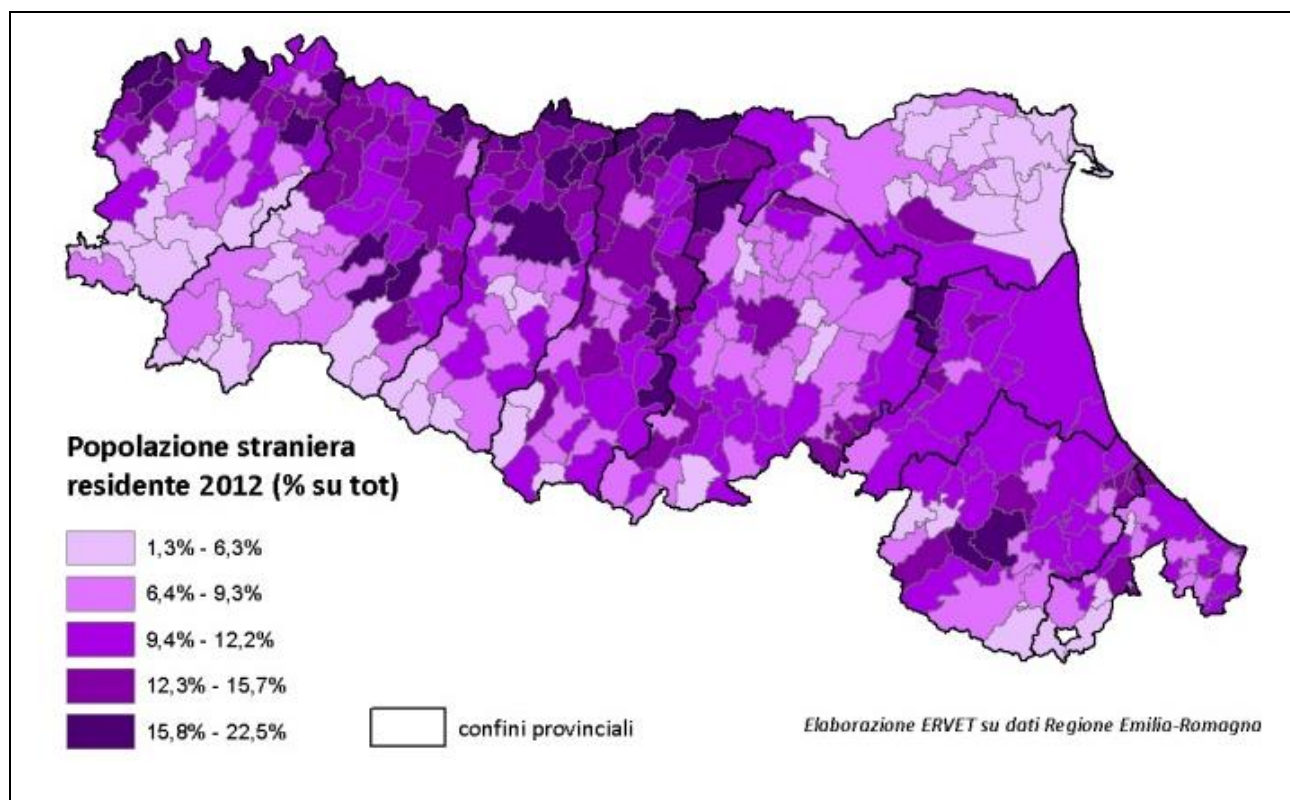 Popolazione straniera
residente 2012 (% su tot)
1,3% - 6,3%
6,4% - 9,3%
9,4% - 12,2%
12,3% - 15,7%
15,8% - 22,5%
confini provinciali
Elaborazione ERVET su dati Regione Emilia-Romagna